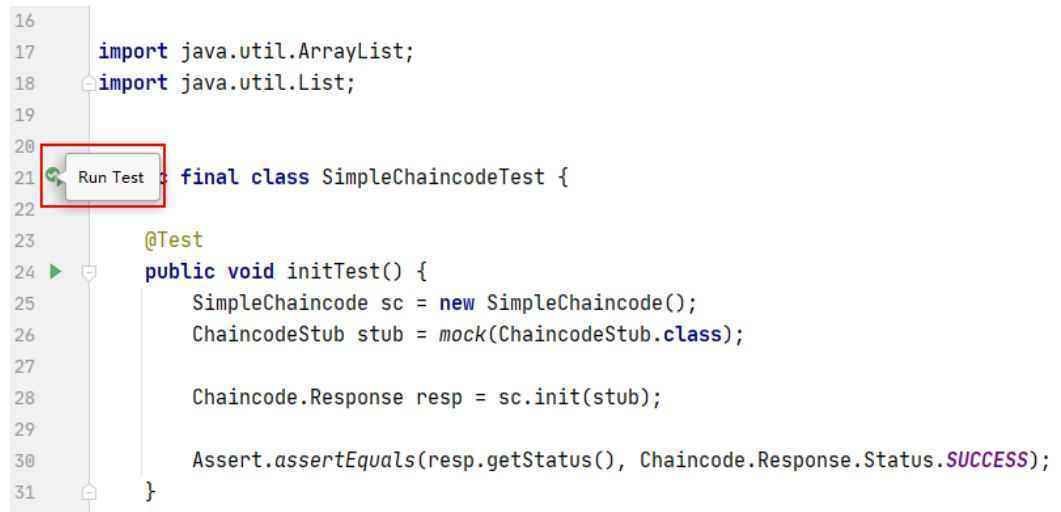 16
17 import java.util.ArrayList;
18 import java.util.List;
19
20
21 Run Test final class SimpleChaincodeTest {
22
23 @Test
24 public void initTest() {
25 SimpleChaincode sc = new SimpleChaincode();
26 ChaincodeStub stub = mock(ChaincodeStub.class);
27
28 Chaincode.Response resp = sc.init(stub);
29
30 Assert.assertEquals(resp.getStatus(), Chaincode.Response.Status.SUCCESS);
31 }